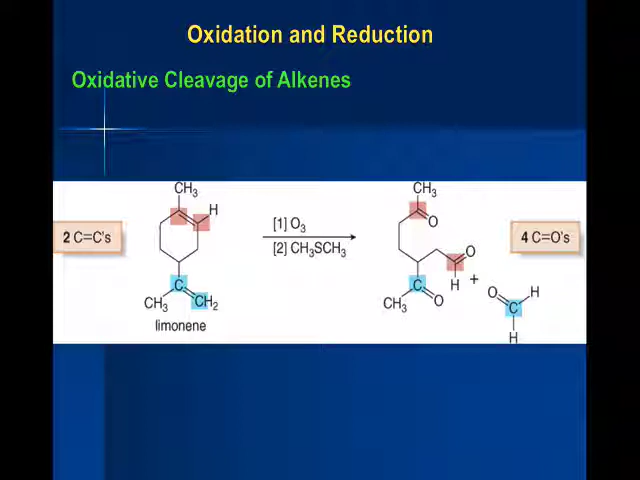 Oxidation and Reduction
Oxidative Cleavage of Alkenes
CH₃
H
2 C=C's
C
CH₃
CH₂
limonene
[1] O₃
[2] CH₃SCH₃
CH₃
O
O
H
C
CH₃
O
+
O
H
C
H
4 C=O's